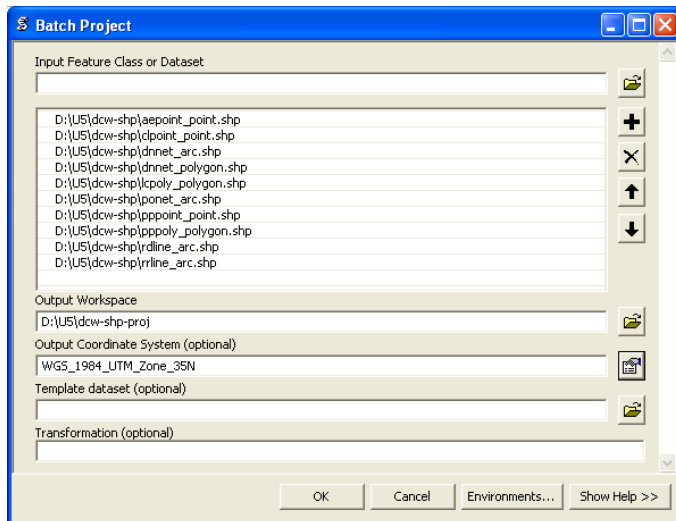 Batch Project
Input Feature Class or Dataset
D:\U5\dcw-shp\aepoint_point.shp
D:\U5\dcw-shp\clpoint_point.shp
D:\U5\dcw-shp\dnnet_arc.shp
D:\U5\dcw-shp\dnnet_polygon.shp
D:\U5\dcw-shp\lcpoly_polygon.shp
D:\U5\dcw-shp\ponet_arc.shp
D:\U5\dcw-shp\pppoint_point.shp
D:\U5\dcw-shp\pppoly_polygon.shp
D:\U5\dcw-shp\rdline_arc.shp
D:\U5\dcw-shp\rrline_arc.shp
Output Workspace
D:\U5\dcw-shp-proj
Output Coordinate System (optional)
WGS_1984_UTM_Zone_35N
Template dataset (optional)
Transformation (optional)
OK Cancel Environments... Show Help >>